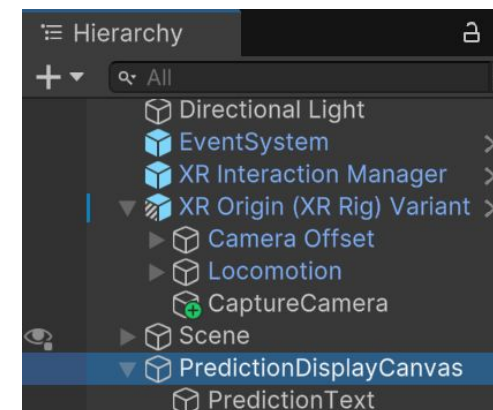 Hierarchy
All
Directional Light
EventSystem
XR Interaction Manager
XR Origin (XR Rig) Variant
Camera Offset
Locomotion
CaptureCamera
Scene
PredictionDisplayCanvas
PredictionText